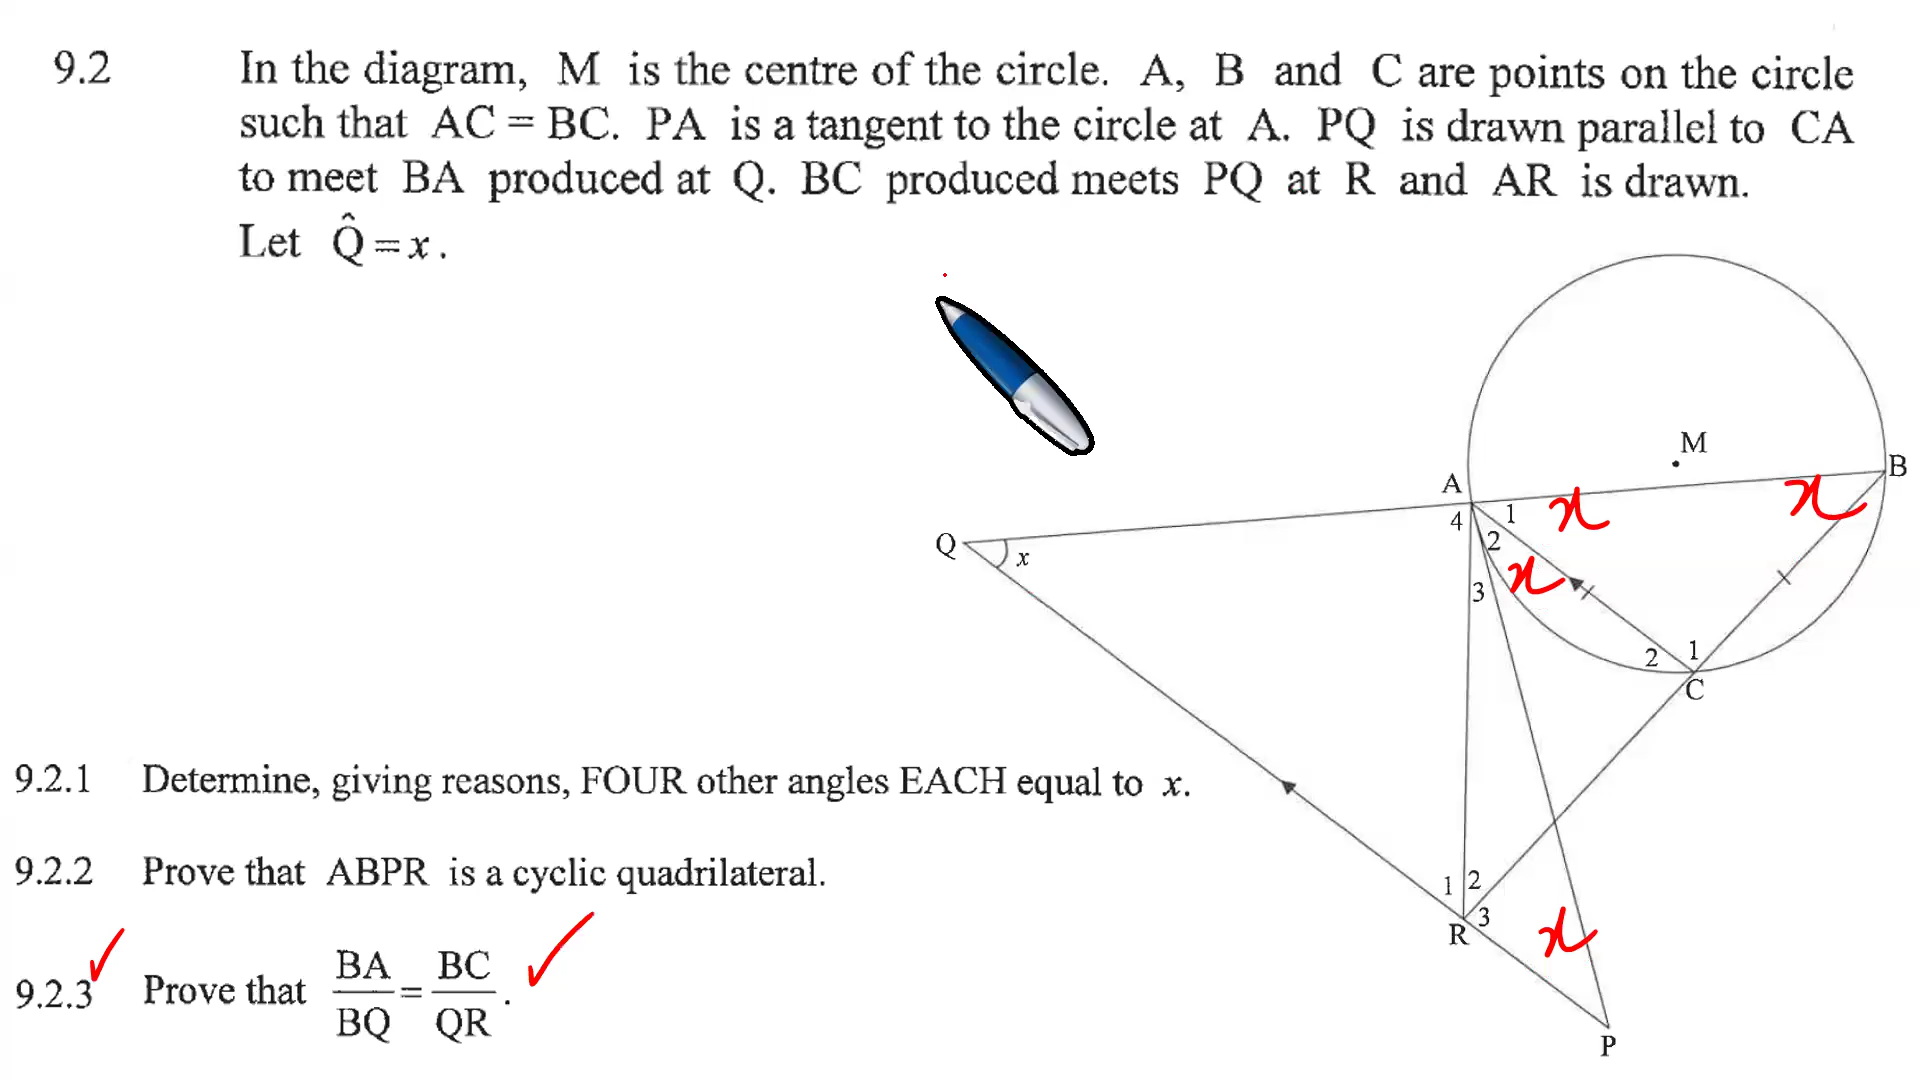 9.2 In the diagram, M is the centre of the circle. A, B and C are points on the circle
such that AC = BC. PA is a tangent to the circle at A. PQ is drawn parallel to CA
to meet BA produced at Q. BC produced meets PQ at R and AR is drawn.
Let Q̂ = x.
M
A
B
1 x
x
4
2
Q
x
x
3
2
1
C
9.2.1 Determine, giving reasons, FOUR other angles EACH equal to x.
9.2.2 Prove that ABPR is a cyclic quadrilateral.
1 2
3
R
x
9.2.3 Prove that BA/BQ = BC/QR.
P